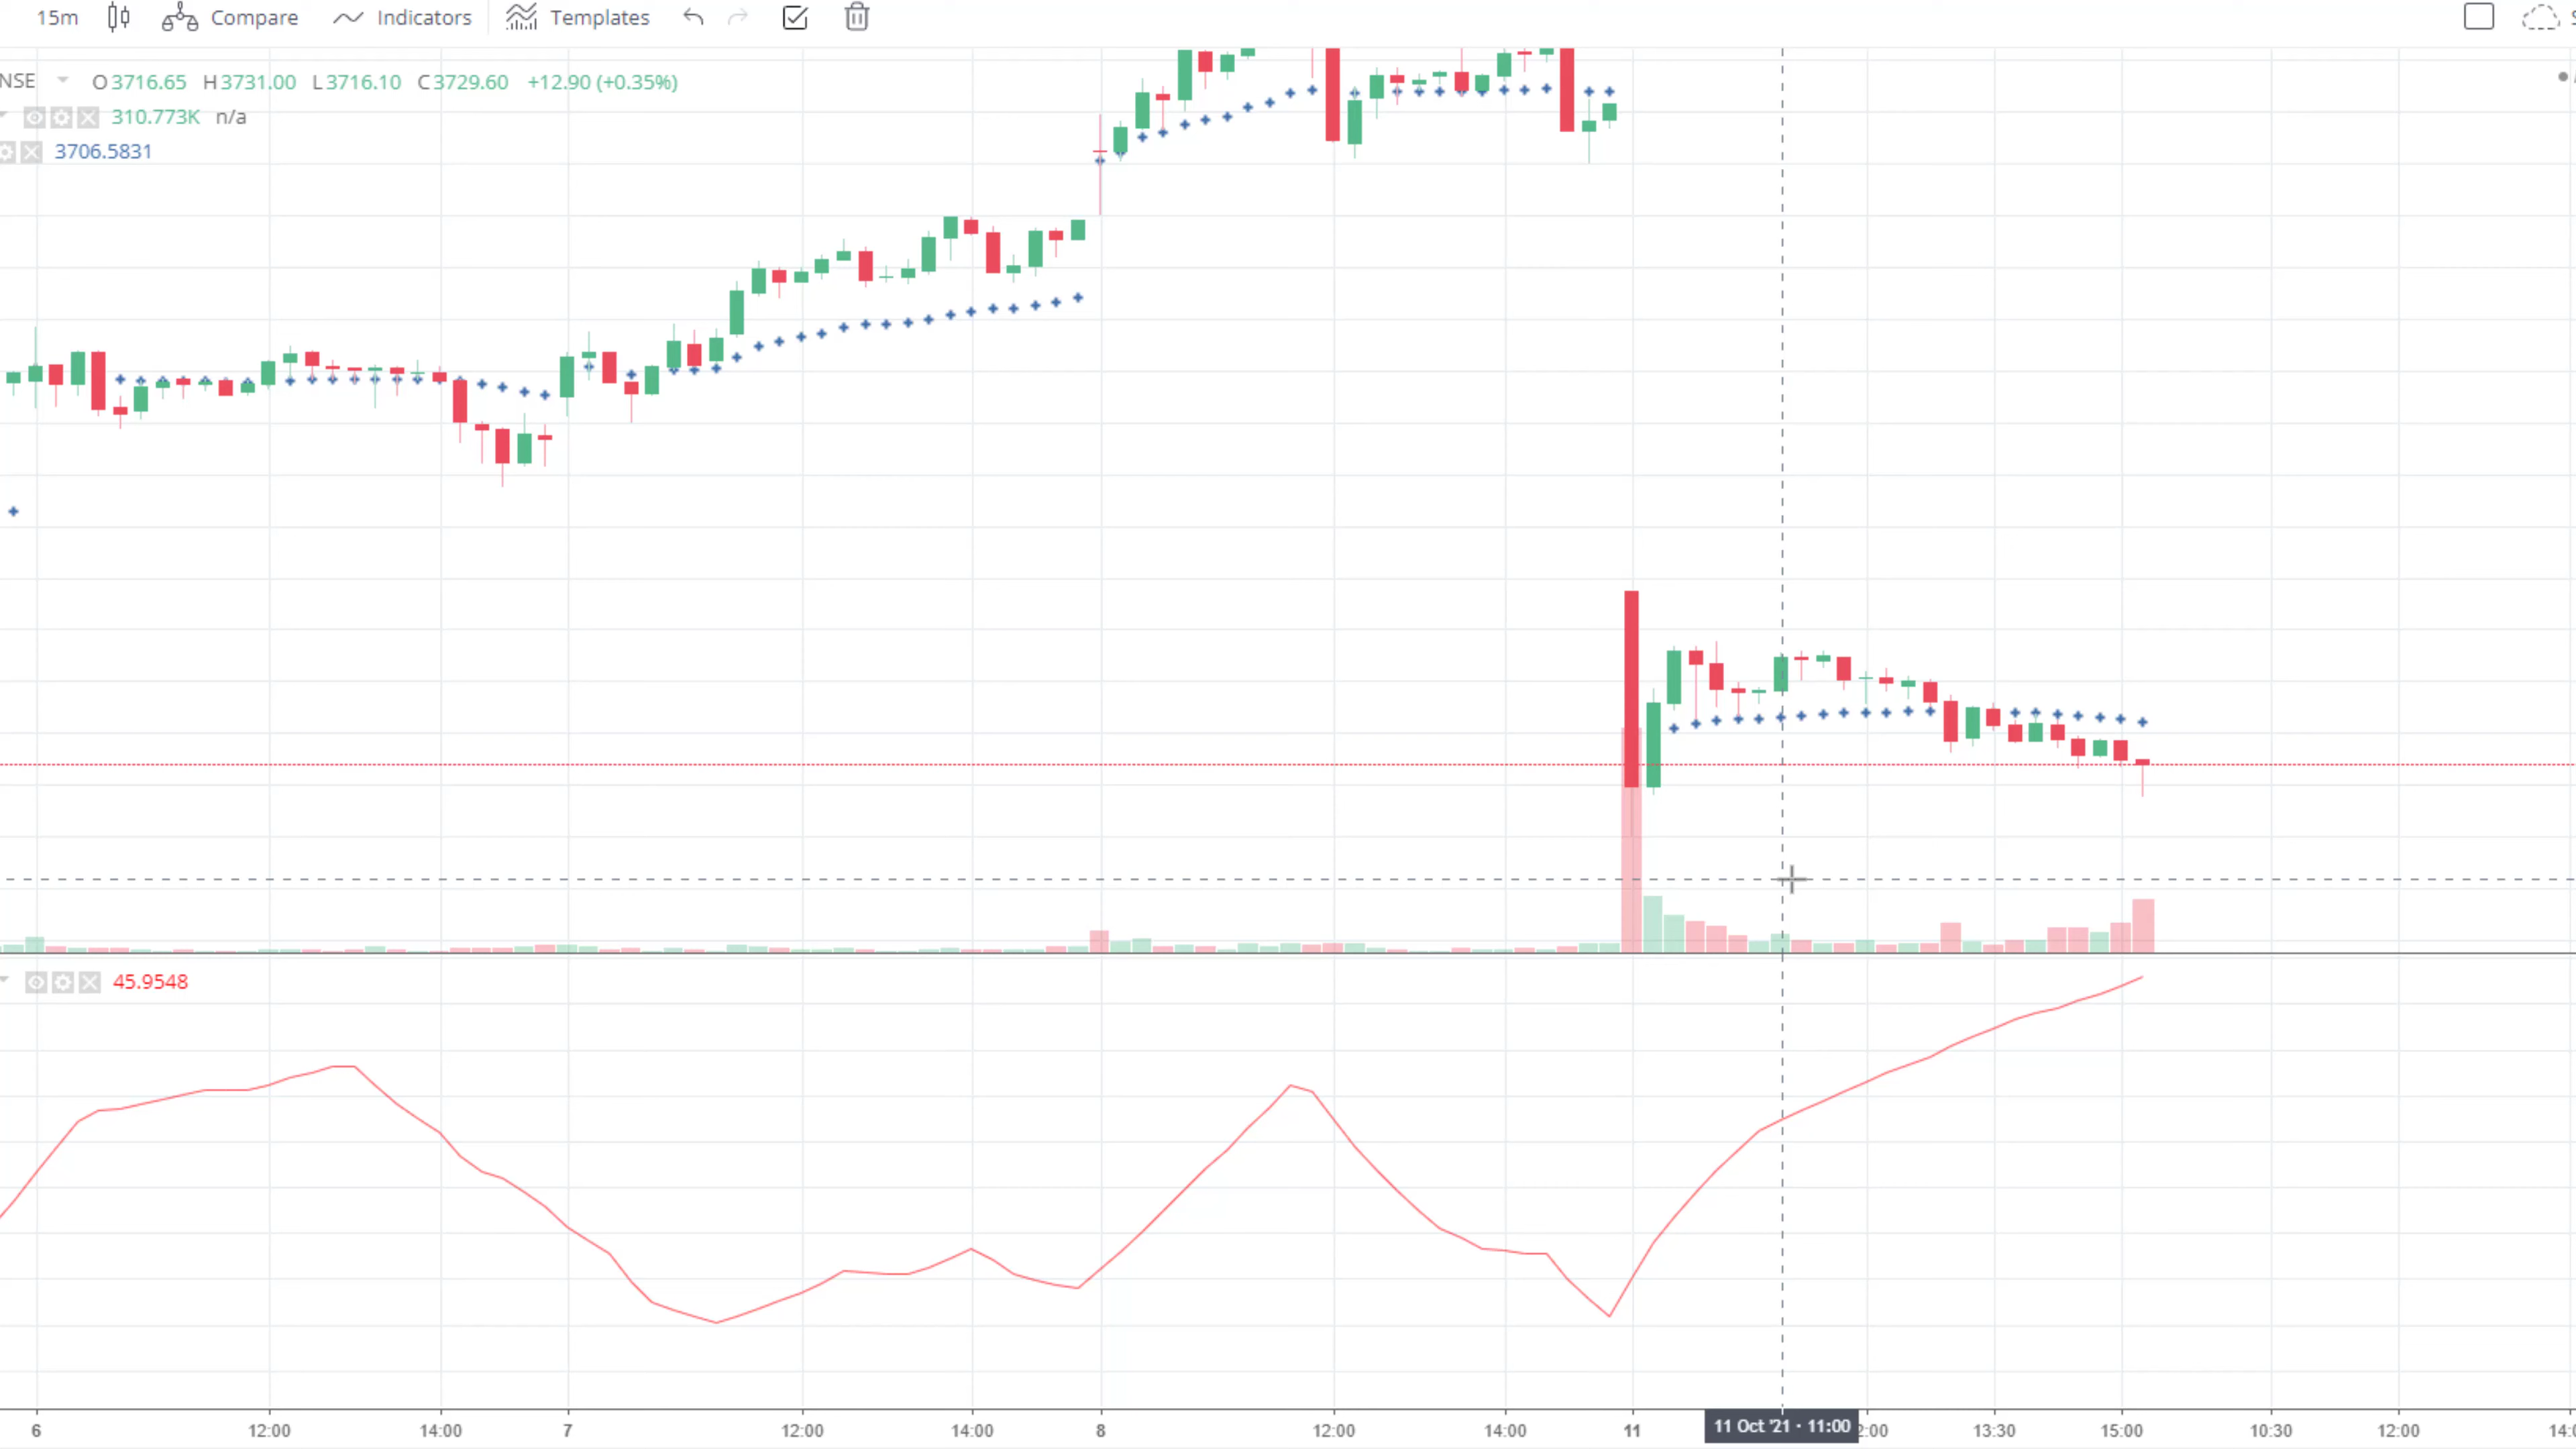 15m Compare Indicators Templates
NSE O3716.65 H3731.00 L3716.10 C3729.60 +12.90 (+0.35%)
310.773K n/a
3706.5831
45.9548
6 12:00 14:00 7 12:00 14:00 8 12:00 14:00 11 11 Oct '21 · 11:00 2:00 13:30 15:00 10:30 12:00 14:0